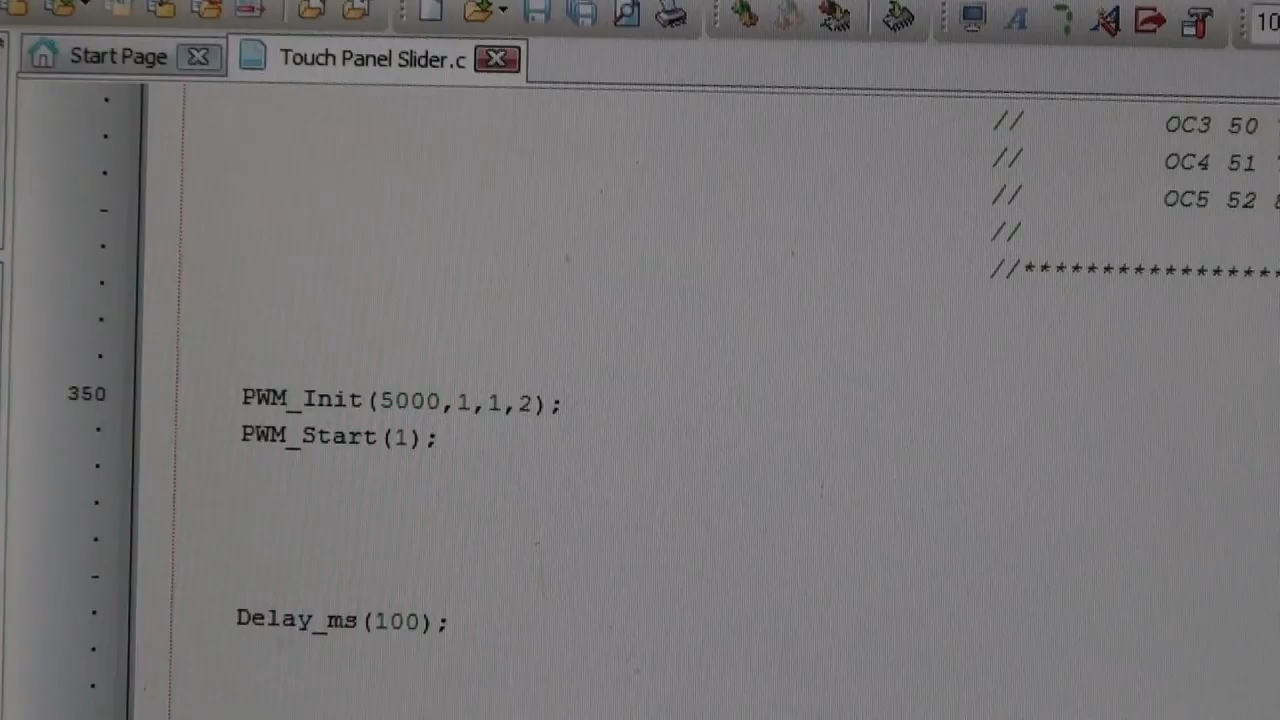 10
Start Page
Touch Panel Slider.c
// OC3 50
// OC4 51
// OC5 52
//
//*****************
350
PWM_Init(5000,1,1,2);
PWM_Start(1);
Delay_ms(100);